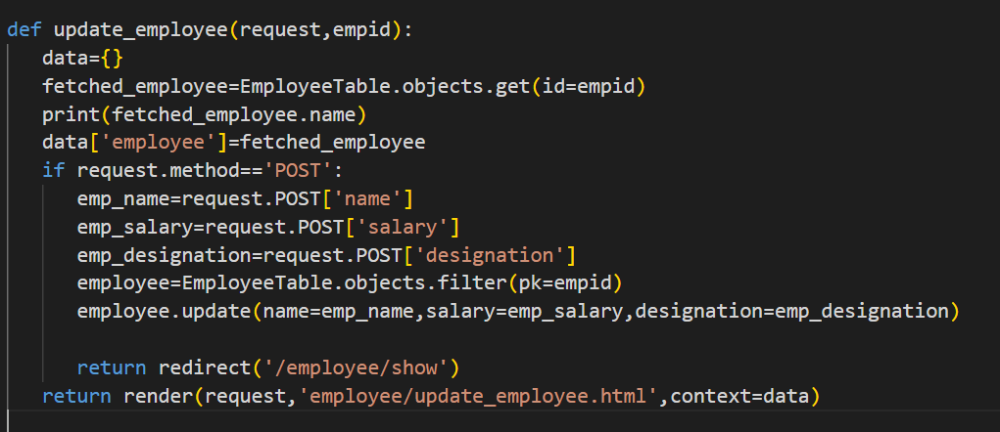 def update_employee(request,empid):
    data={}
    fetched_employee=EmployeeTable.objects.get(id=empid)
    print(fetched_employee.name)
    data['employee']=fetched_employee
    if request.method=='POST':
        emp_name=request.POST['name']
        emp_salary=request.POST['salary']
        emp_designation=request.POST['designation']
        employee=EmployeeTable.objects.filter(pk=empid)
        employee.update(name=emp_name,salary=emp_salary,designation=emp_designation)

        return redirect('/employee/show')
    return render(request,'employee/update_employee.html',context=data)